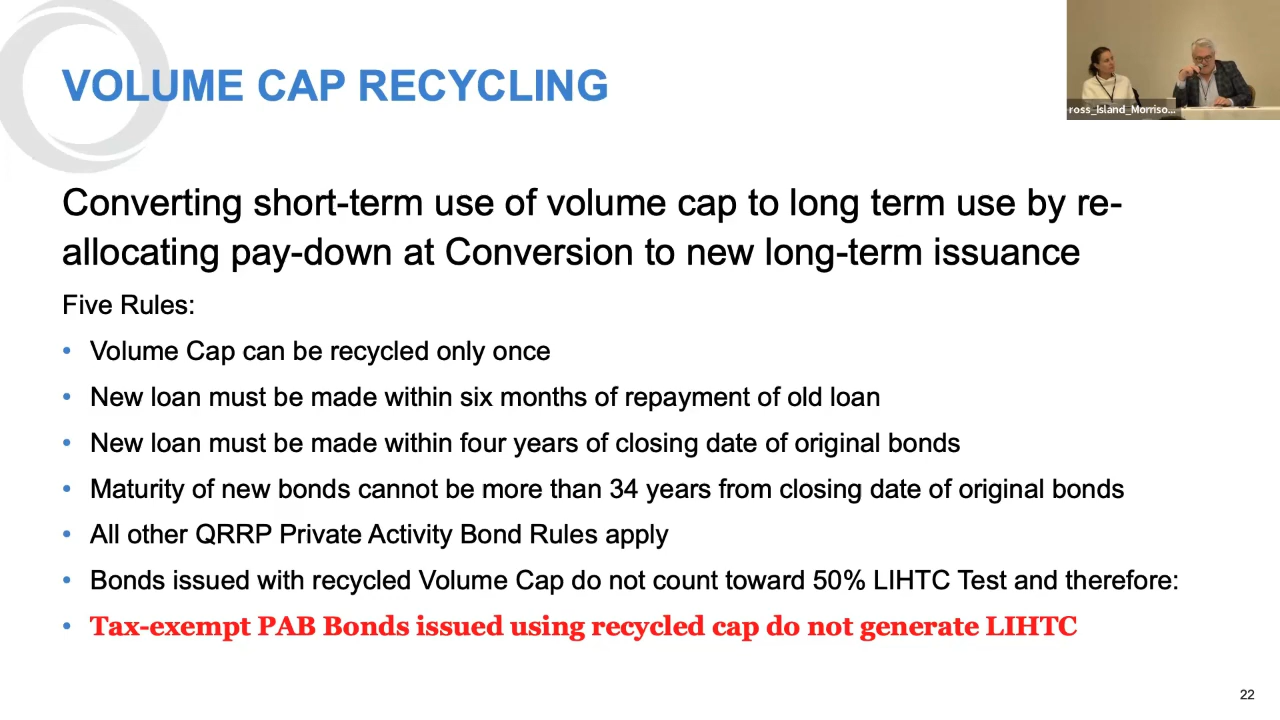 VOLUME CAP RECYCLING
ross_Island_Morriso...
Converting short-term use of volume cap to long term use by re-
allocating pay-down at Conversion to new long-term issuance
Five Rules:
• Volume Cap can be recycled only once
• New loan must be made within six months of repayment of old loan
• New loan must be made within four years of closing date of original bonds
• Maturity of new bonds cannot be more than 34 years from closing date of original bonds
• All other QRRP Private Activity Bond Rules apply
• Bonds issued with recycled Volume Cap do not count toward 50% LIHTC Test and therefore:
• Tax-exempt PAB Bonds issued using recycled cap do not generate LIHTC
22